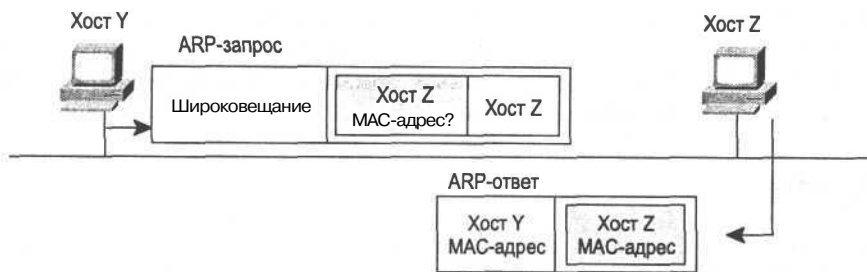 Хост Y
Хост Z
ARP-запрос
Широковещание
Хост Z
MAC-адрес?
Хост Z
ARP-ответ
Хост Y
MAC-адрес
Хост Z
MAC-адрес